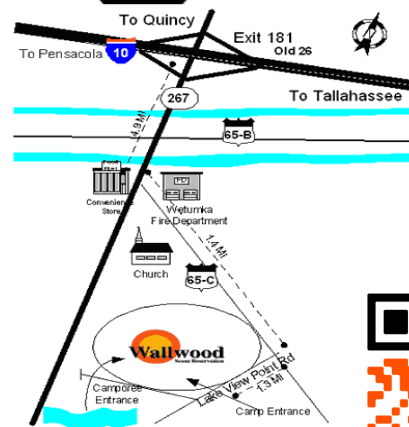 To Quincy
Exit 181
Old 26
To Pensacola
10
To Tallahassee
267
4.9 MI
65-B
Convenience
Store
Wetumka
Fire Department
1.4 MI
Church
65-C
Wallwood
Scout Reservation
Lake View Point Rd
1.3 MI
Camporee
Entrance
Camp Entrance